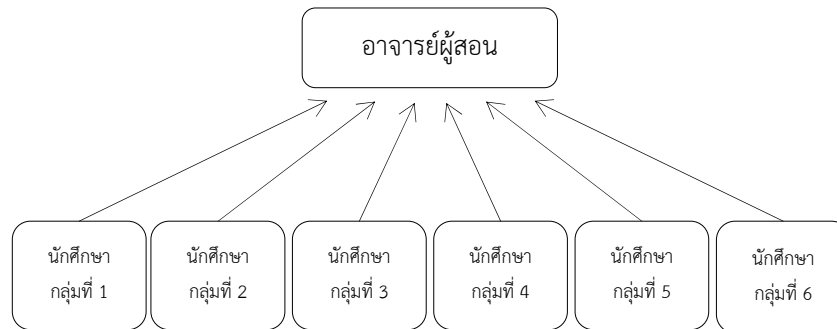 อาจารย์ผู้สอน
นักศึกษา
กลุ่มที่ 1
นักศึกษา
กลุ่มที่ 2
นักศึกษา
กลุ่มที่ 3
นักศึกษา
กลุ่มที่ 4
นักศึกษา
กลุ่มที่ 5
นักศึกษา
กลุ่มที่ 6